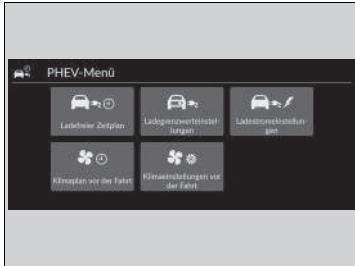 PHEV-Menü
Ladefreier Zeitplan
Ladegrenzwerteinstel-
lungen
Ladestromeinstellun-
gen
Klimaplan vor der Fahrt
Klimaeinstellungen vor
der Fahrt